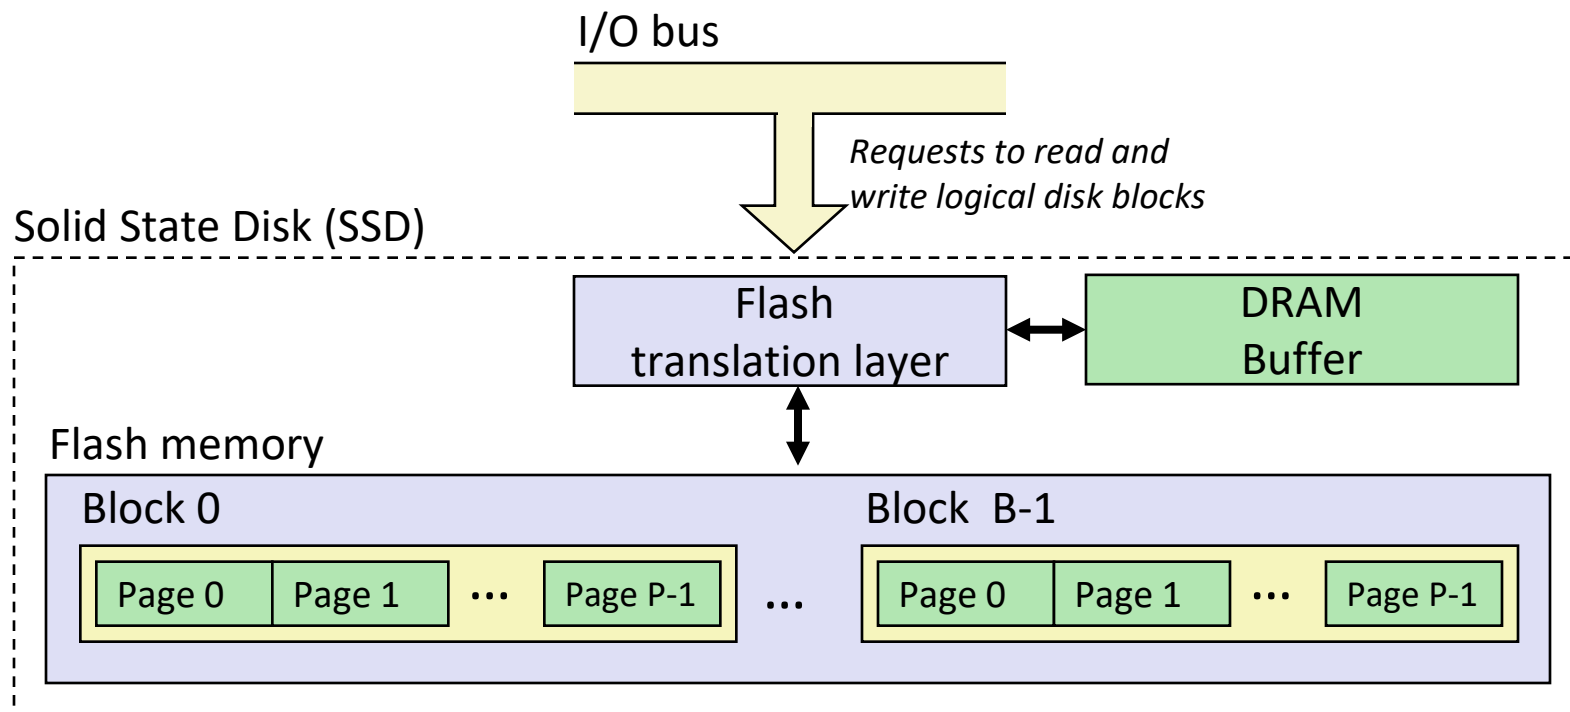 I/O bus
Requests to read and
write logical disk blocks
Solid State Disk (SSD)
Flash
translation layer
DRAM
Buffer
Flash memory
Block 0
Block  B-1
Page 0
Page 1
...
Page P-1
...
Page 0
Page 1
...
Page P-1